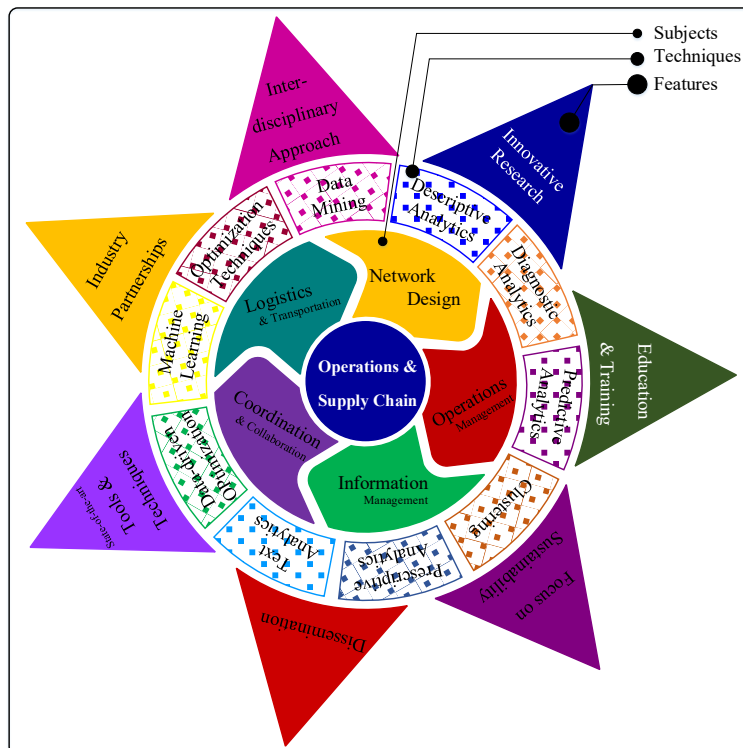 Subjects
Techniques
Features
Inter-
disciplinary
Approach
Innovative
Research
Education
& Training
Focus on
Sustainability
Dissemination
State-of-the-art
Tools &
Techniques
Industry
Partnerships
Data
Mining
Descriptive
Analytics
Diagnostic
Analytics
Predictive
Analytics
Clustering
Prescriptive
Analytics
Text
Analytics
Data-driven
Optimization
Machine
Learning
Optimization
Techniques
Network
Design
Operations
Management
Information
Management
Coordination
& Collaboration
Logistics
& Transportation
Operations &
Supply Chain